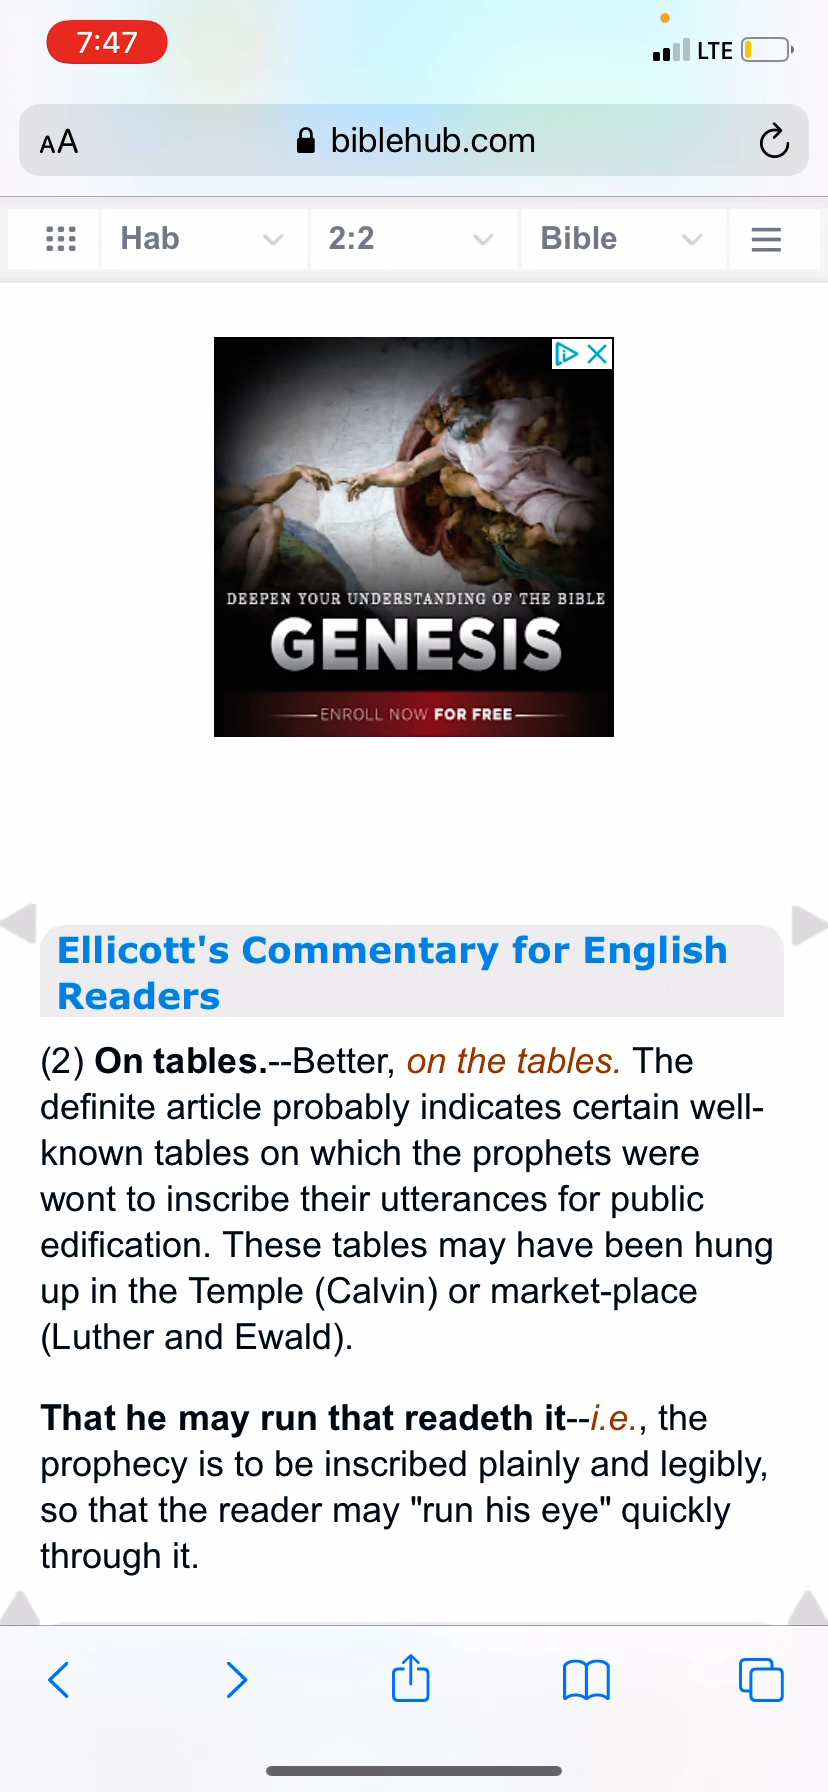 7:47
LTE
AA
biblehub.com
Hab
2:2
Bible
DEEPEN YOUR UNDERSTANDING OF THE BIBLE
GENESIS
ENROLL NOW FOR FREE
Ellicott's Commentary for English
Readers
(2) On tables.--Better, on the tables. The
definite article probably indicates certain well-
known tables on which the prophets were
wont to inscribe their utterances for public
edification. These tables may have been hung
up in the Temple (Calvin) or market-place
(Luther and Ewald).
That he may run that readeth it--i.e., the
prophecy is to be inscribed plainly and legibly,
so that the reader may "run his eye" quickly
through it.